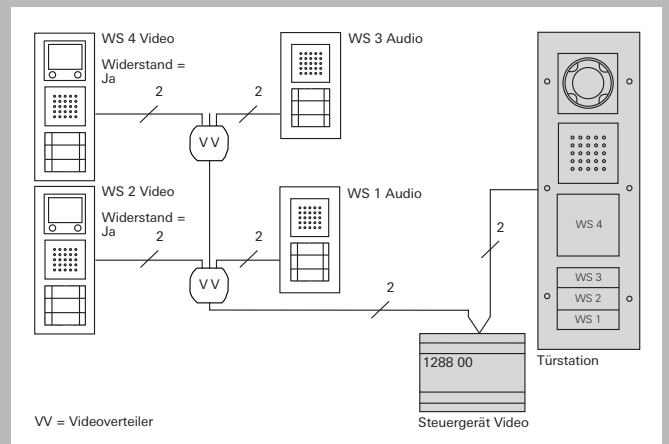 WS 4 Video
Widerstand =
Ja
2
2
WS 3 Audio
VV
WS 2 Video
Widerstand =
Ja
2
2
WS 1 Audio
VV
2
2
WS 4
WS 3
WS 2
WS 1
Türstation
1288 00
Steuergerät Video
VV = Videoverteiler